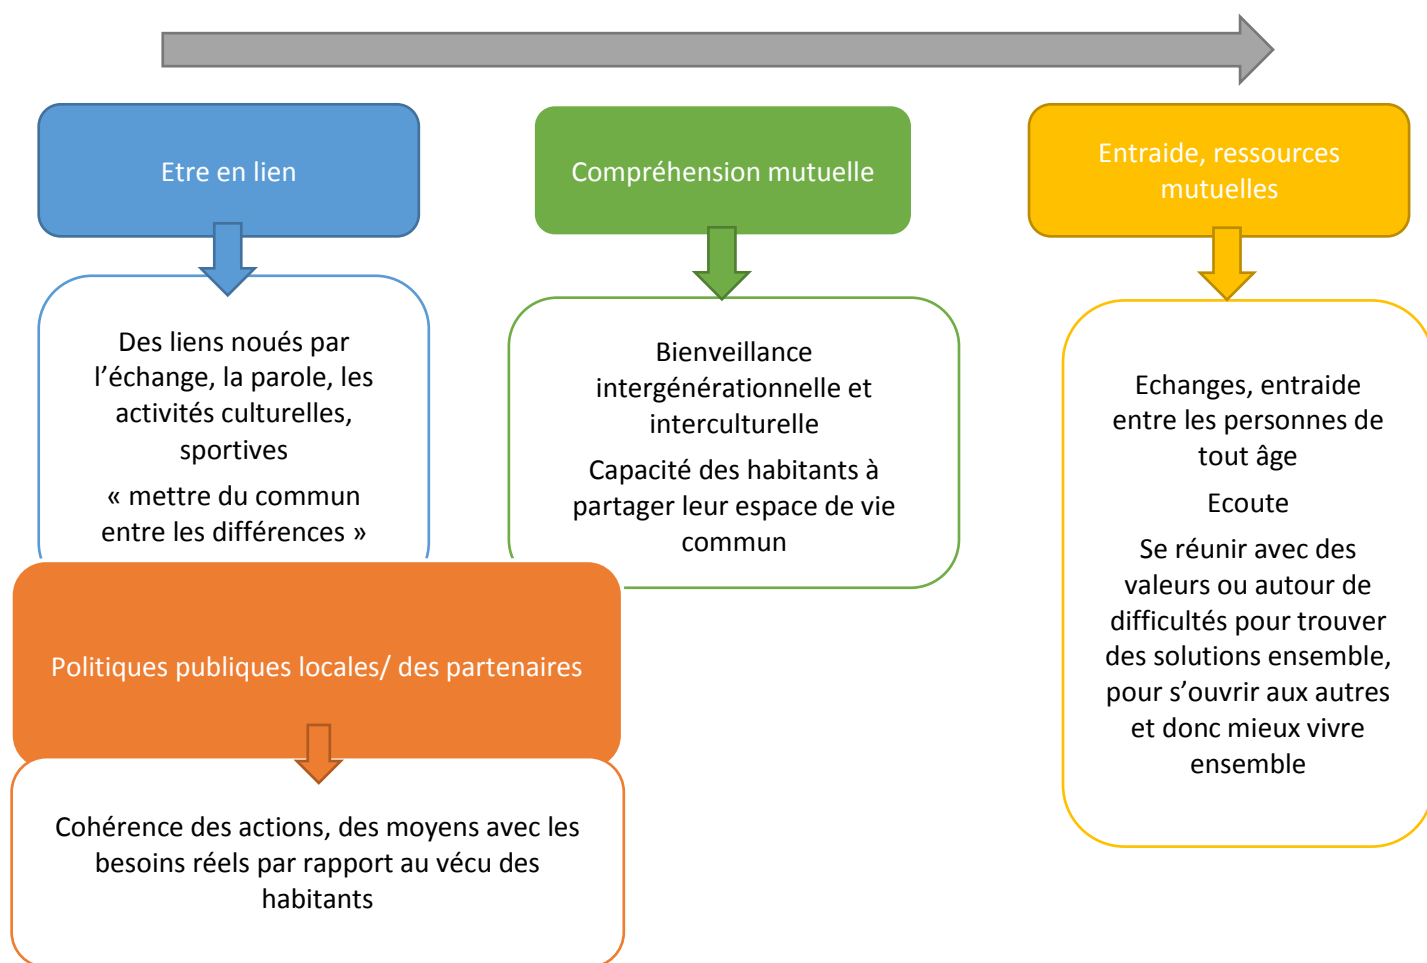 Etre en lien
Des liens noués par
l’échange, la parole, les
activités culturelles,
sportives
« mettre du commun
entre les différences »
Compréhension mutuelle
Bienveillance
intergénérationnelle et
interculturelle
Capacité des habitants à
partager leur espace de vie
commun
Entraide, ressources
mutuelles
Echanges, entraide
entre les personnes de
tout âge
Ecoute
Se réunir avec des
valeurs ou autour de
difficultés pour trouver
des solutions ensemble,
pour s’ouvrir aux autres
et donc mieux vivre
ensemble
Politiques publiques locales/ des partenaires
Cohérence des actions, des moyens avec les
besoins réels par rapport au vécu des
habitants